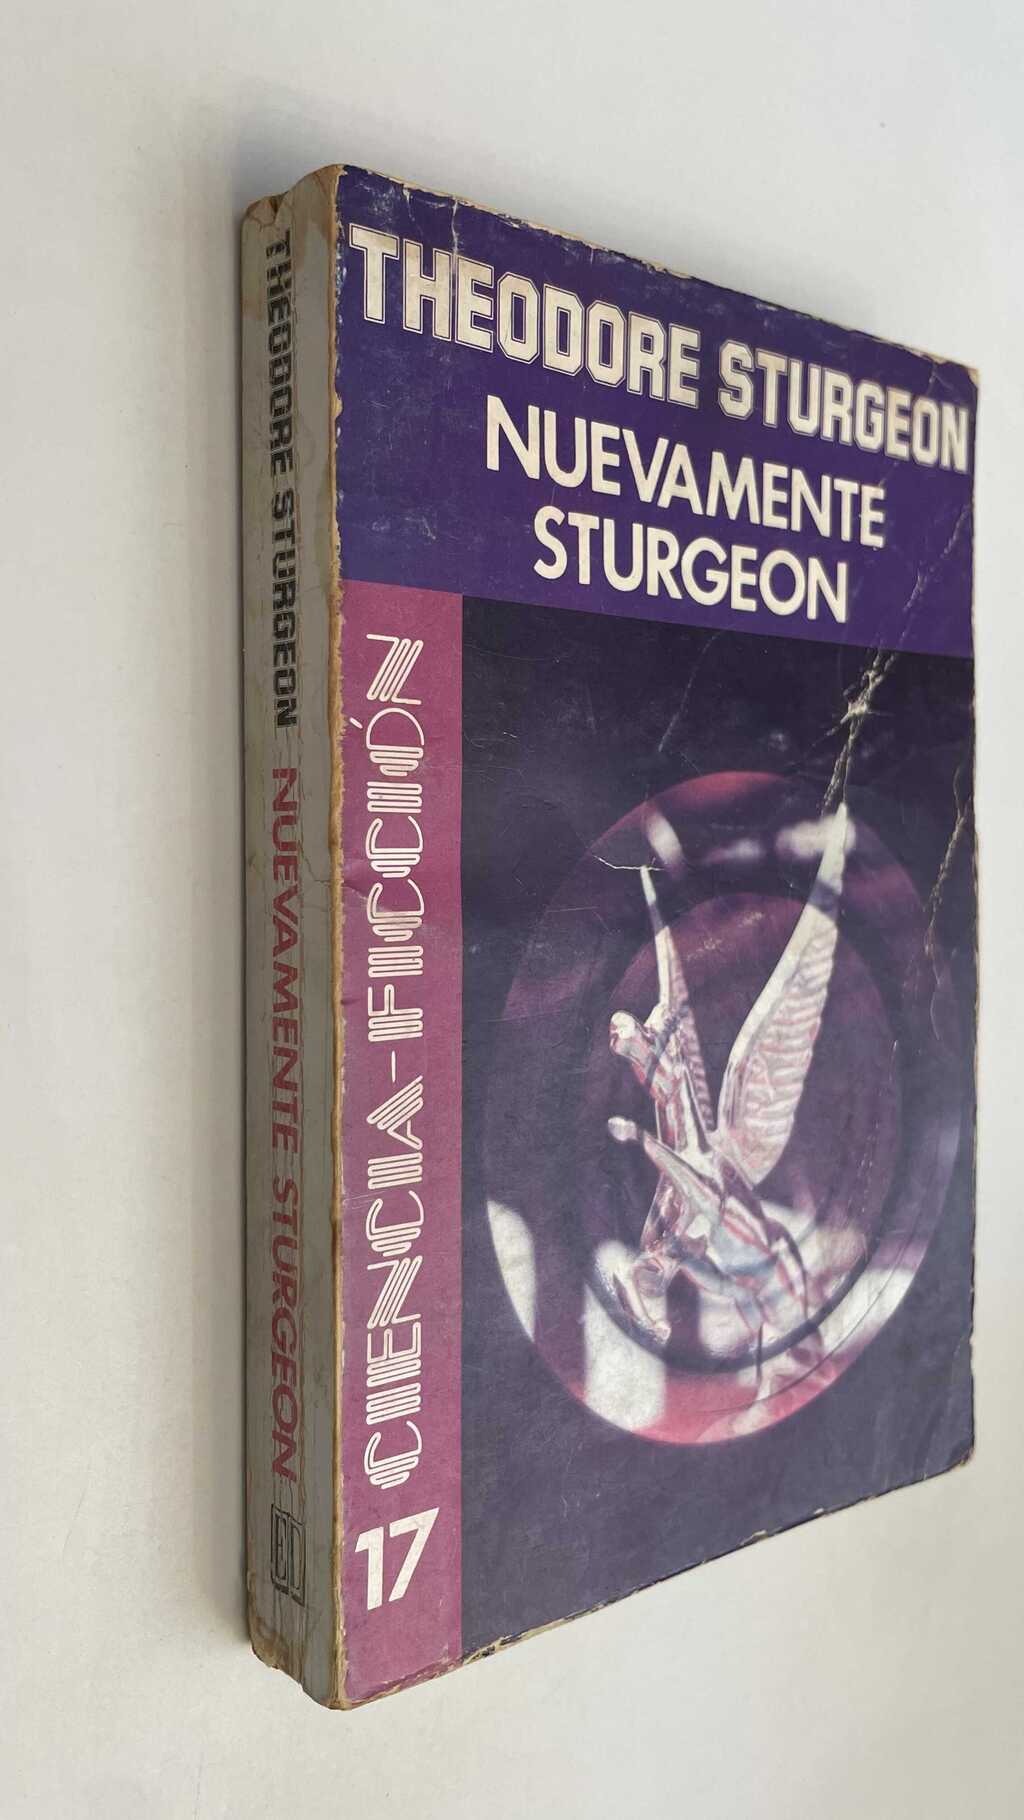 THEODORE STURGEON
NUEVAMENTE
STURGEON
CIENCIA-FICCIÓN
17
THEODORE STURGEON NUEVAMENTE STURGEON